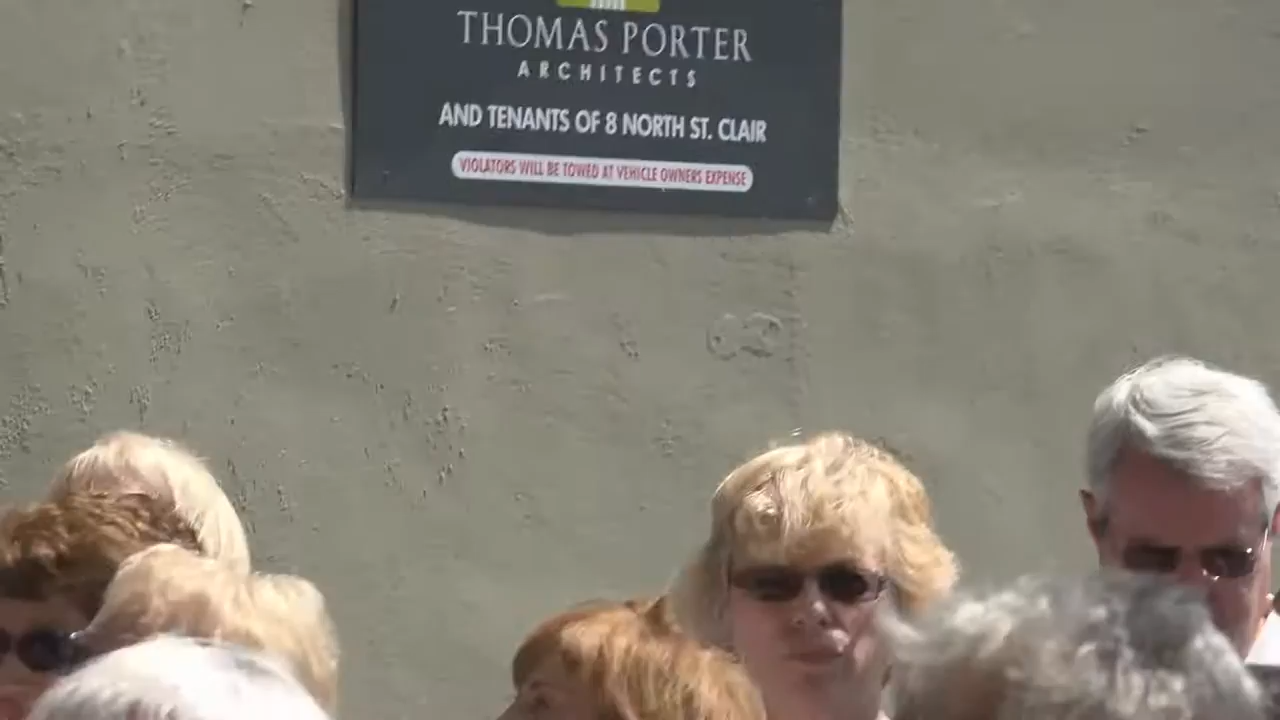 THOMAS PORTER
ARCHITECTS
AND TENANTS OF 8 NORTH ST. CLAIR
VIOLATORS WILL BE TOWED AT VEHICLE OWNERS EXPENSE